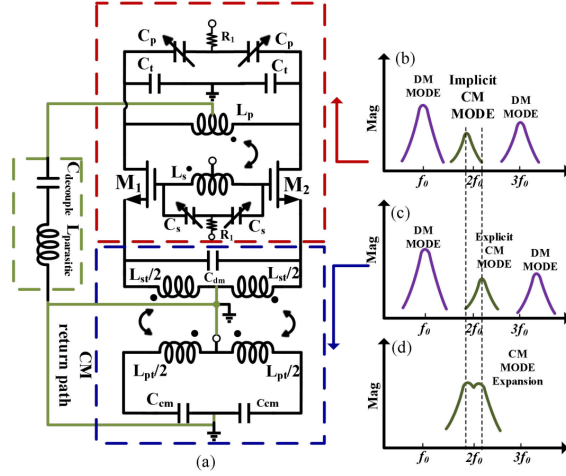 Cp
R1
Cp
Ct
Ct
Lp
Ls
M1
M2
Cs
R1
Cs
Cdecouple
Lparasitic
Cdm
Lst/2
Lst/2
Lpt/2
Lpt/2
Ccm
Ccm
CM
return path
(a)
(b)
Mag
DM
MODE
Implicit
CM
MODE
DM
MODE
f0
2f0
3f0
(c)
Mag
DM
MODE
Explicit
CM
MODE
DM
MODE
f0
2f0
3f0
(d)
Mag
CM
MODE
Expansion
f0
2f0
3f0